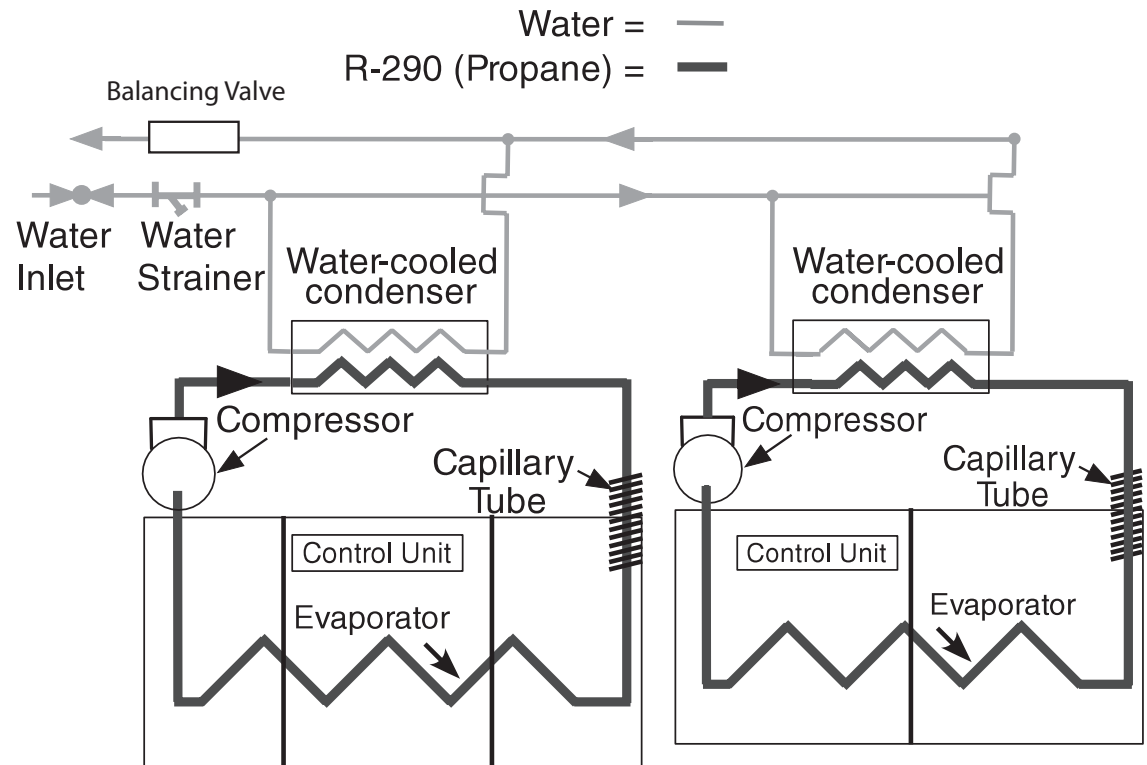 Water =
R-290 (Propane) =
Balancing Valve
Water
Inlet
Water
Strainer
Water-cooled
condenser
Water-cooled
condenser
Compressor
Capillary
Tube
Compressor
Capillary
Tube
Control Unit
Evaporator
Control Unit
Evaporator